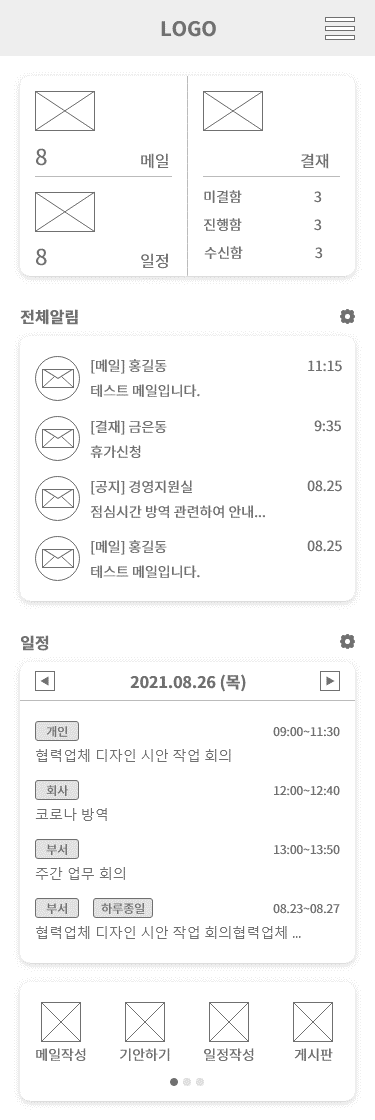 LOGO
8 메일
8 일정
결재
미결함 3
진행함 3
수신함 3
전체알림
[메일] 홍길동 11:15
테스트 메일입니다.
[결재] 금은동 9:35
휴가신청
[공지] 경영지원실 08.25
점심시간 방역 관련하여 안내...
[메일] 홍길동 08.25
테스트 메일입니다.
일정
2021.08.26 (목)
개인 09:00~11:30
협력업체 디자인 시안 작업 회의
회사 12:00~12:40
코로나 방역
부서 13:00~13:50
주간 업무 회의
부서 하루종일 08.23~08.27
협력업체 디자인 시안 작업 회의협력업체 ...
메일작성 기안하기 일정작성 게시판